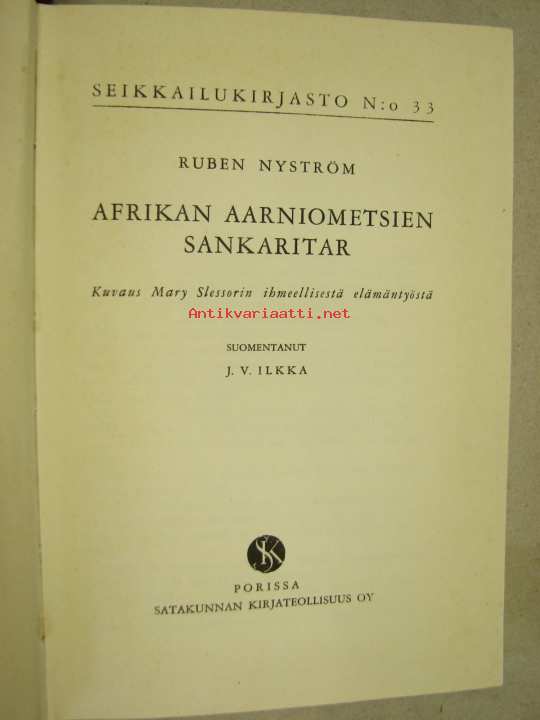 SEIKKAILUKIRJASTO N:o 33
RUBEN NYSTRÖM
AFRIKAN AARNIOMETSIEN
SANKARITAR
Kuvaus Mary Slessorin ihmeellisestä elämäntyöstä
Antikvariaatti.net
SUOMENTANUT
J. V. ILKKA
SK
PORISSA
SATAKUNNAN KIRJATEOLLISUUS OY